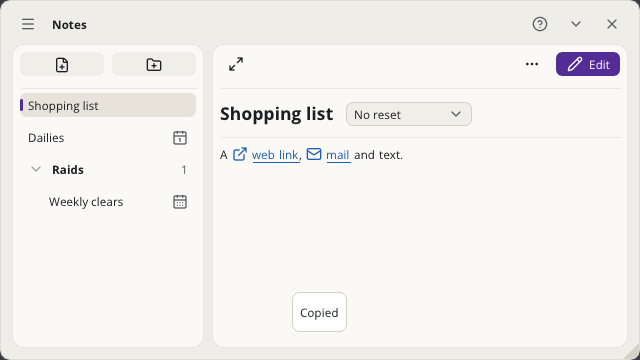 Notes
Edit
Shopping list
Dailies
Raids 1
Weekly clears
Shopping list No reset
A web link, mail and text.
Copied